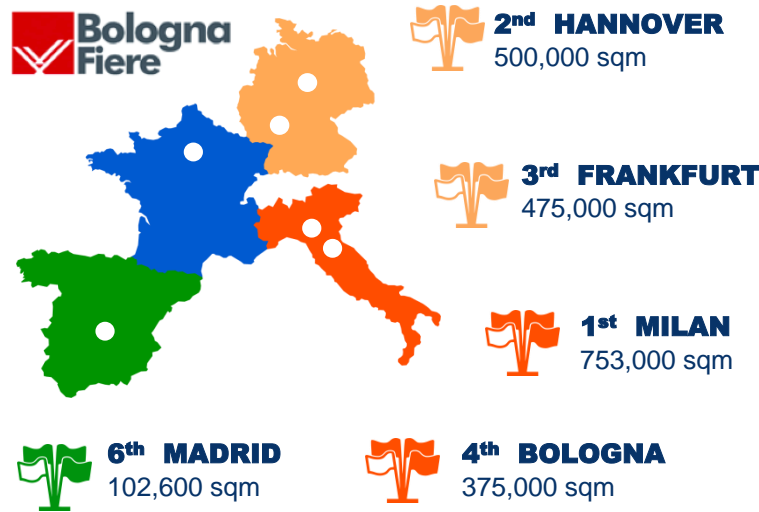 Bologna
Fiere
2nd HANNOVER
500,000 sqm
3rd FRANKFURT
475,000 sqm
1st MILAN
753,000 sqm
6th MADRID
102,600 sqm
4th BOLOGNA
375,000 sqm